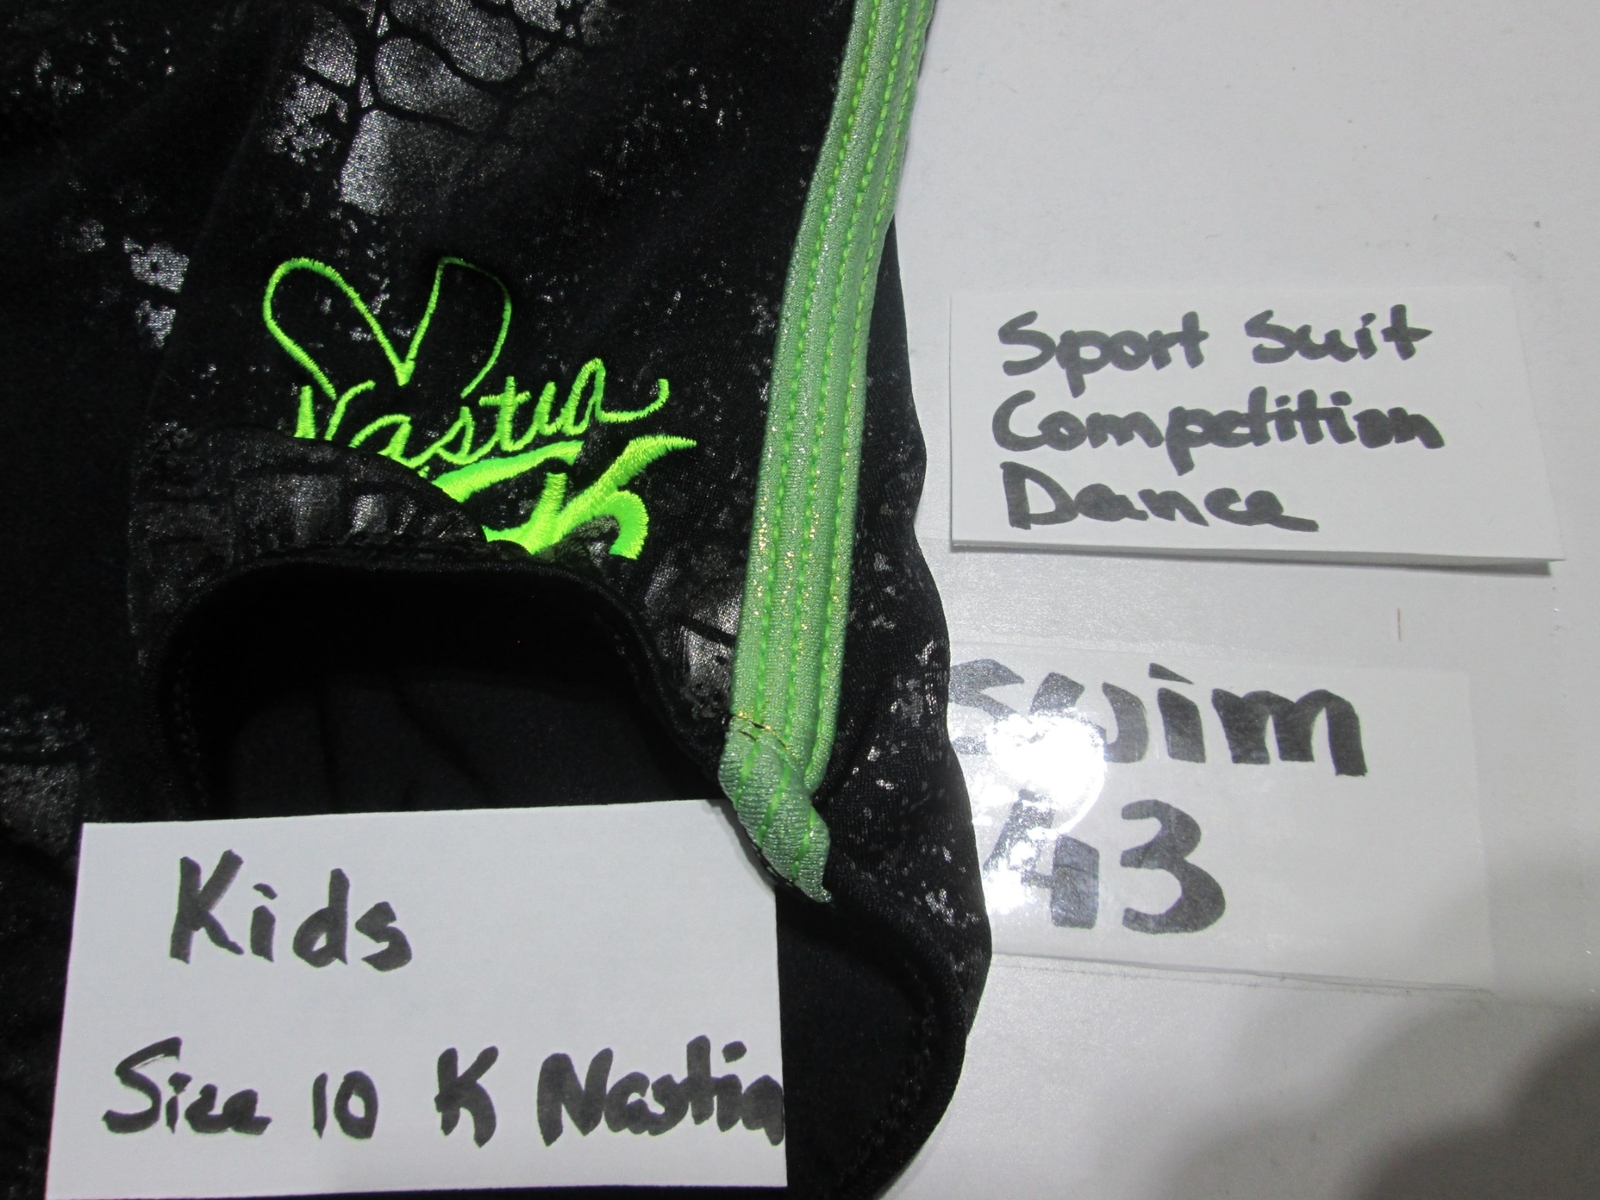 Nastia
K
Sport Suit
Competition
Dance
Swim
43
Kids
Size 10 K Nastia